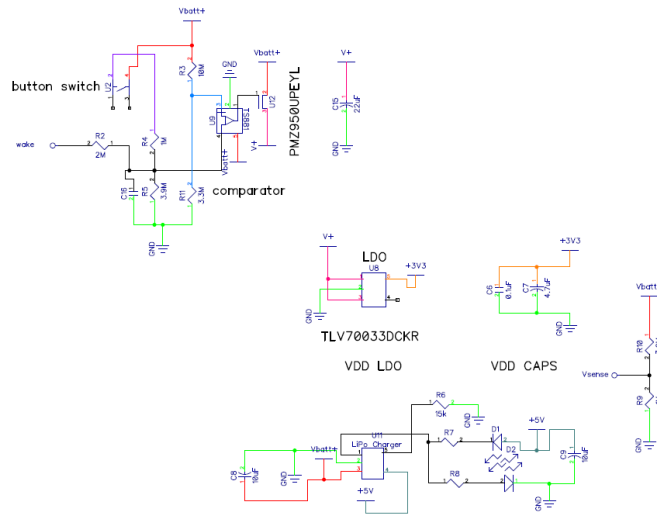 Vbatt+
button switch
U2
4
R3
10M
GND
Vbatt+
V+
PMZ950UPEYL
U12
TS881
U9
C15
22uF
GND
wake
R2
2M
R4
1M
Vbatt+
V+
C16
R5
3.9M
R11
3.3M
comparator
GND
V+
LDO
U8
+3V3
GND
TLV70033DCKR
VDD LDO
+3V3
C6
0.1uF
C7
4.7uF
GND
VDD CAPS
Vbatt
R10
Vsense
R9
R6
15k
GND
U11
LiPo Charger
Vbatt+
C8
10uF
GND
+5V
R7
D1
D2
+5V
C9
10uF
R8
GND